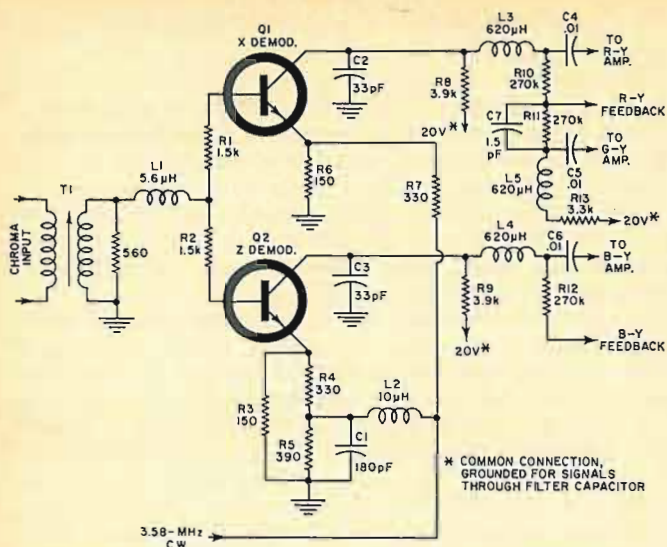 Q1
X DEMOD.
L3
620µH
C4
.01
TO
R-Y
AMP.
C2
33pF
R8
3.9k
20V*
R10
270k
R-Y
FEEDBACK
R11
270k
C7
1.5
pF
TO
G-Y
AMP.
C5
.01
L5
620µH
R13
3.3k
20V*
R1
1.5k
R6
150
R7
330
L1
5.6µH
T1
CHROMA
INPUT
560
R2
1.5k
Q2
Z DEMOD.
C3
33pF
L4
620µH
C6
.01
TO
B-Y
AMP.
R9
3.9k
20V*
R12
270k
B-Y
FEEDBACK
R4
330
R3
150
L2
10µH
R5
390
C1
180pF
* COMMON CONNECTION,
GROUNDED FOR SIGNALS
THROUGH FILTER CAPACITOR
3.58-MHz
CW